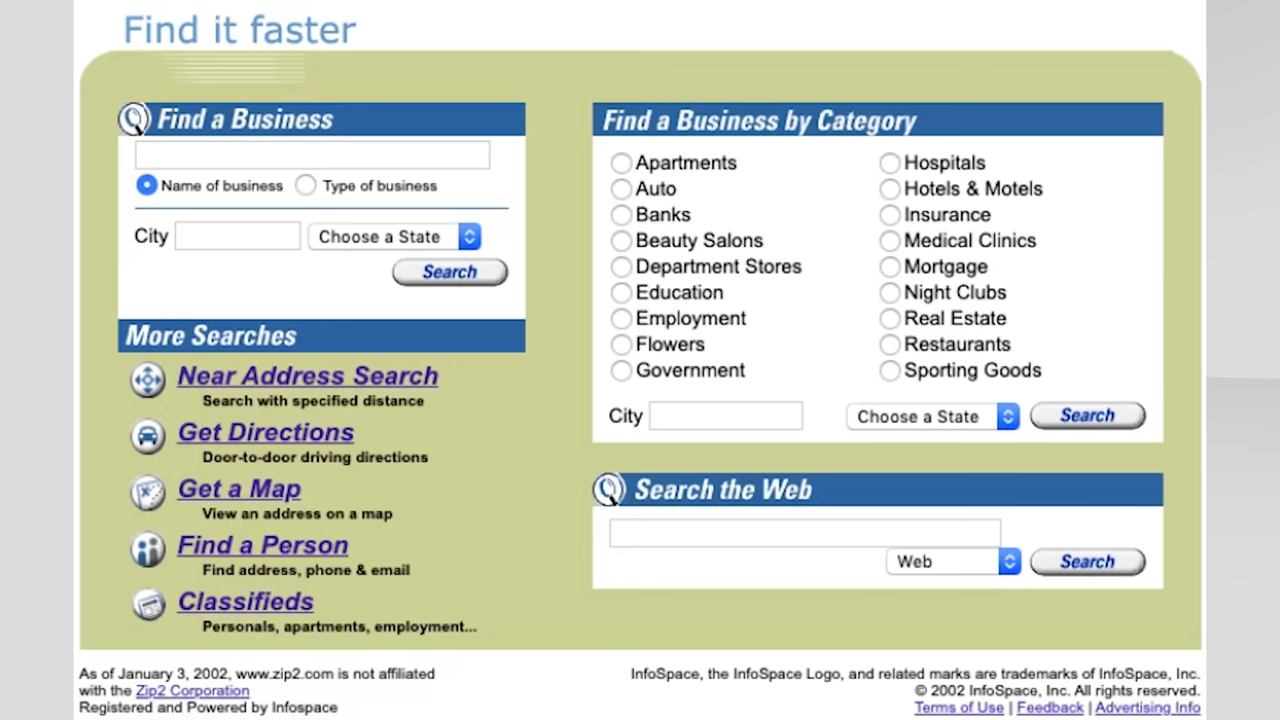 Find it faster
Find a Business
Name of business Type of business
City Choose a State
Search
More Searches
Near Address Search
Search with specified distance
Get Directions
Door-to-door driving directions
Get a Map
View an address on a map
Find a Person
Find address, phone & email
Classifieds
Personals, apartments, employment...
Find a Business by Category
Apartments
Auto
Banks
Beauty Salons
Department Stores
Education
Employment
Flowers
Government
Hospitals
Hotels & Motels
Insurance
Medical Clinics
Mortgage
Night Clubs
Real Estate
Restaurants
Sporting Goods
City Choose a State Search
Search the Web
Web Search
As of January 3, 2002, www.zip2.com is not affiliated
with the Zip2 Corporation
Registered and Powered by Infospace
InfoSpace, the InfoSpace Logo, and related marks are trademarks of InfoSpace, Inc.
© 2002 InfoSpace, Inc. All rights reserved.
Terms of Use | Feedback | Advertising Info